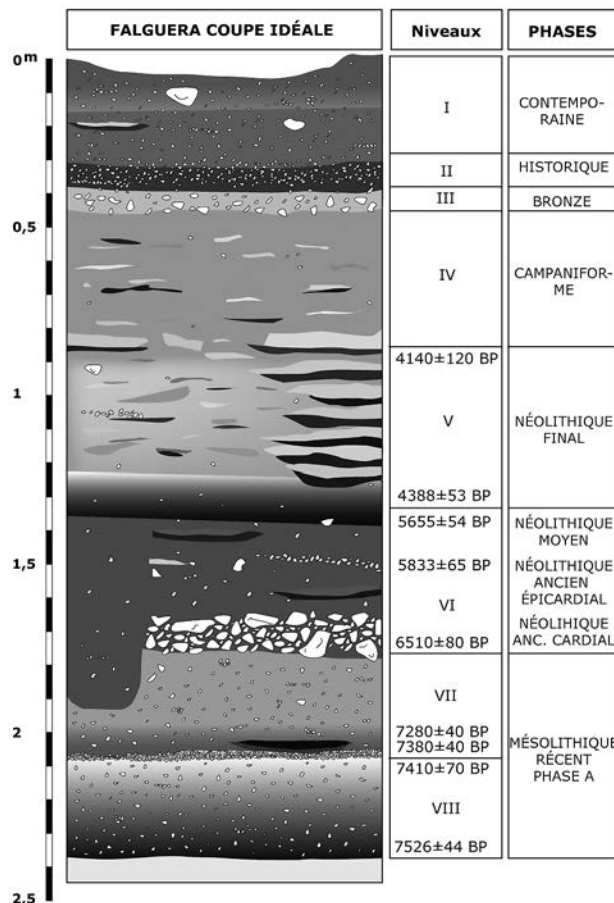 FALGUERA COUPE IDÉALE
Niveaux
PHASES
0 m
0,5
1
1,5
2
2,5
I
CONTEMPO-
RAINE
II
HISTORIQUE
III
BRONZE
IV
CAMPANIFOR-
ME
4140±120 BP
V
4388±53 BP
NÉOLITHIQUE
FINAL
5655±54 BP
5833±65 BP
VI
6510±80 BP
NÉOLITHIQUE
MOYEN
NÉOLITHIQUE
ANCIEN
ÉPICARDIAL
NÉOLIHIQUE
ANC. CARDIAL
VII
7280±40 BP
7380±40 BP
7410±70 BP
VIII
7526±44 BP
MÉSOLITHIQUE
RÉCENT
PHASE A